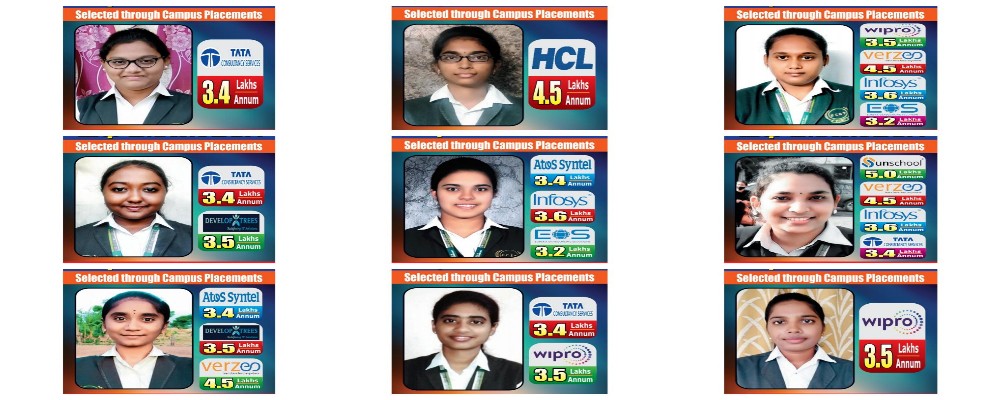 Selected through Campus Placements
TATA
CONSULTANCY SERVICES
3.4 Lakhs Annum
Selected through Campus Placements
HCL
4.5 Lakhs Annum
Selected through Campus Placements
wipro
3.5 Lakhs Annum
verzeo
4.5 Lakhs Annum
Infosys
3.6 Lakhs Annum
EOS
3.2 Lakhs Annum
Selected through Campus Placements
TATA
CONSULTANCY SERVICES
3.4 Lakhs Annum
DEVELOP TREES
3.5 Lakhs Annum
Selected through Campus Placements
Atos Syntel
3.4 Lakhs Annum
Infosys
3.6 Lakhs Annum
EOS
3.2 Lakhs Annum
Selected through Campus Placements
unschool
5.0 Lakhs Annum
verzeo
4.5 Lakhs Annum
Infosys
3.6 Lakhs Annum
TATA
CONSULTANCY SERVICES
3.4 Lakhs Annum
Selected through Campus Placements
Atos Syntel
3.4 Lakhs Annum
DEVELOP TREES
3.5 Lakhs Annum
verzeo
4.5 Lakhs Annum
Selected through Campus Placements
TATA
CONSULTANCY SERVICES
3.4 Lakhs Annum
wipro
3.5 Lakhs Annum
Selected through Campus Placements
wipro
3.5 Lakhs Annum